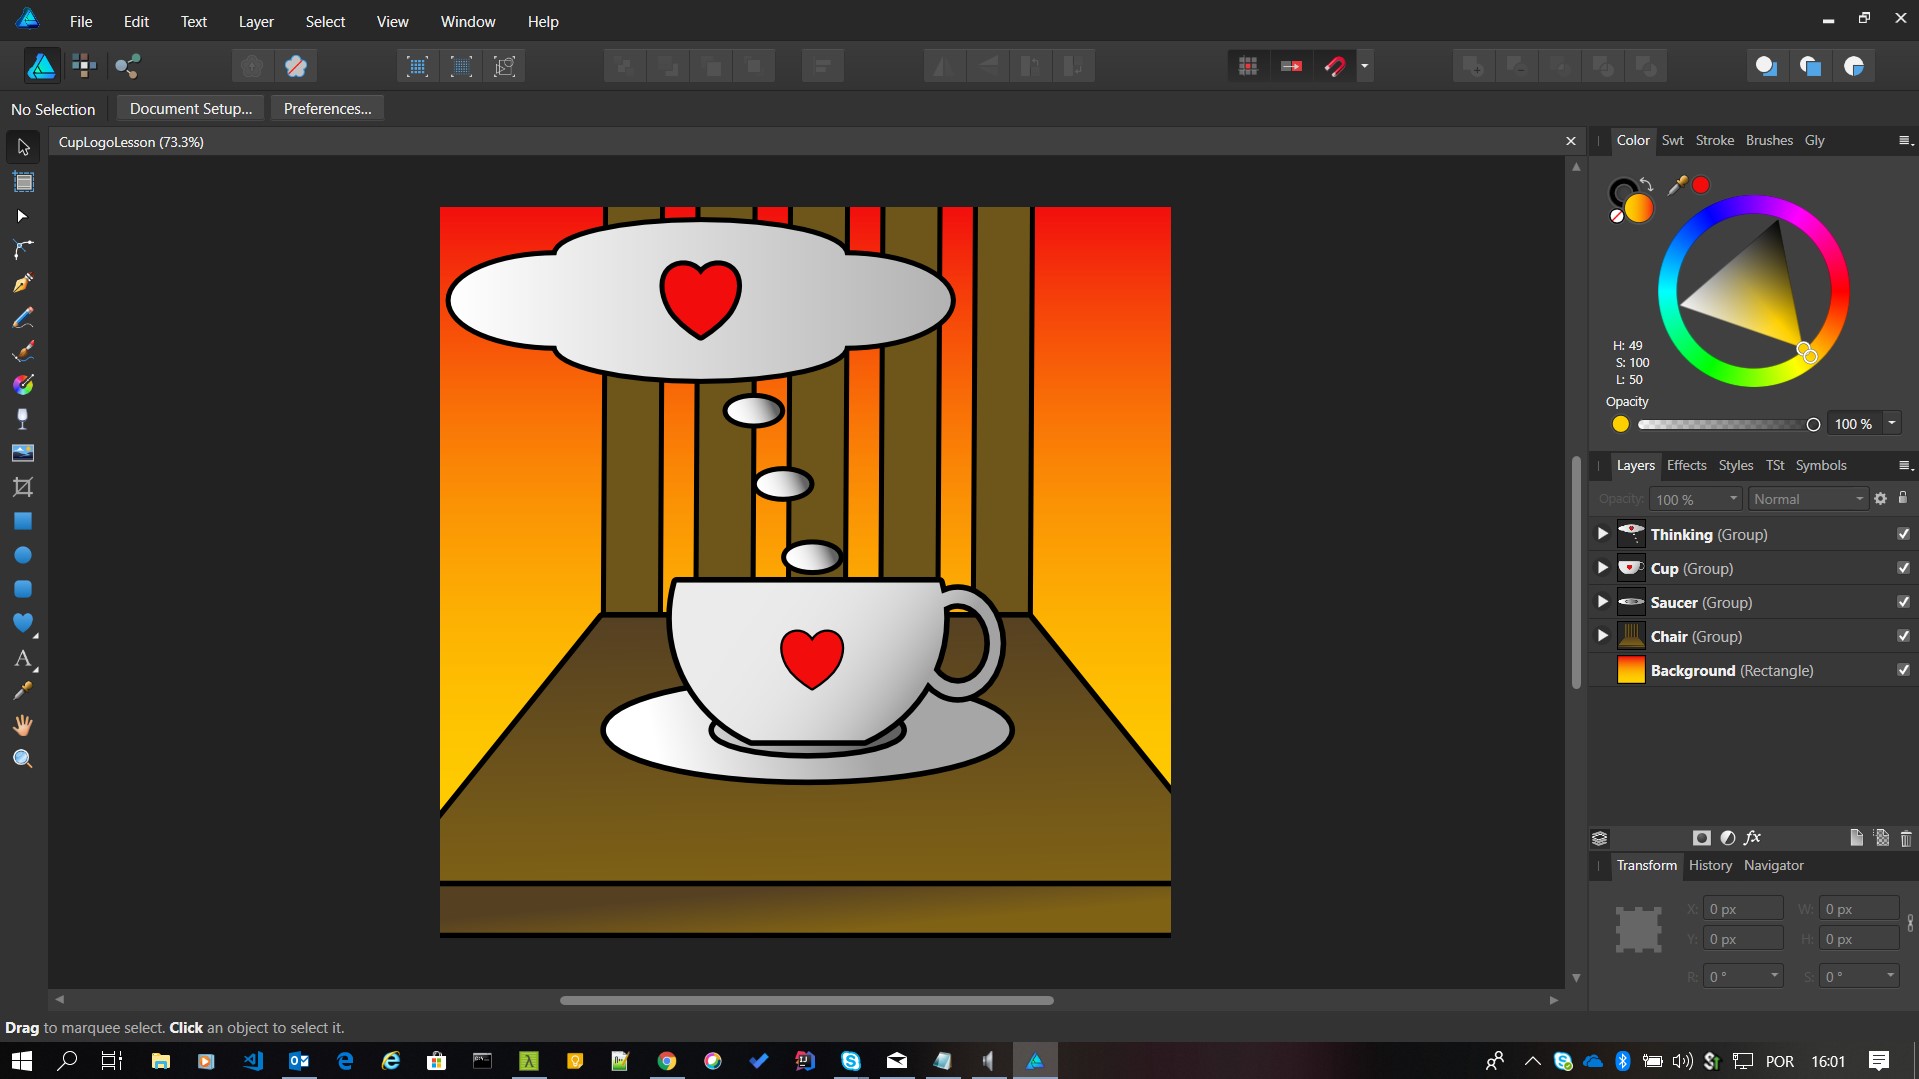 File Edit Text Layer Select View Window Help
No Selection Document Setup... Preferences...
CupLogoLesson (73.3%)
Color Swt Stroke Brushes Gly
H: 49
S: 100
L: 50
Opacity
100 %
Layers Effects Styles TSt Symbols
Opacity: 100 % Normal
Thinking (Group)
Cup (Group)
Saucer (Group)
Chair (Group)
Background (Rectangle)
fx
Transform History Navigator
X: 0 px W: 0 px
Y: 0 px H: 0 px
R: 0 ° S: 0 °
Drag to marquee select. Click an object to select it.
POR 16:01